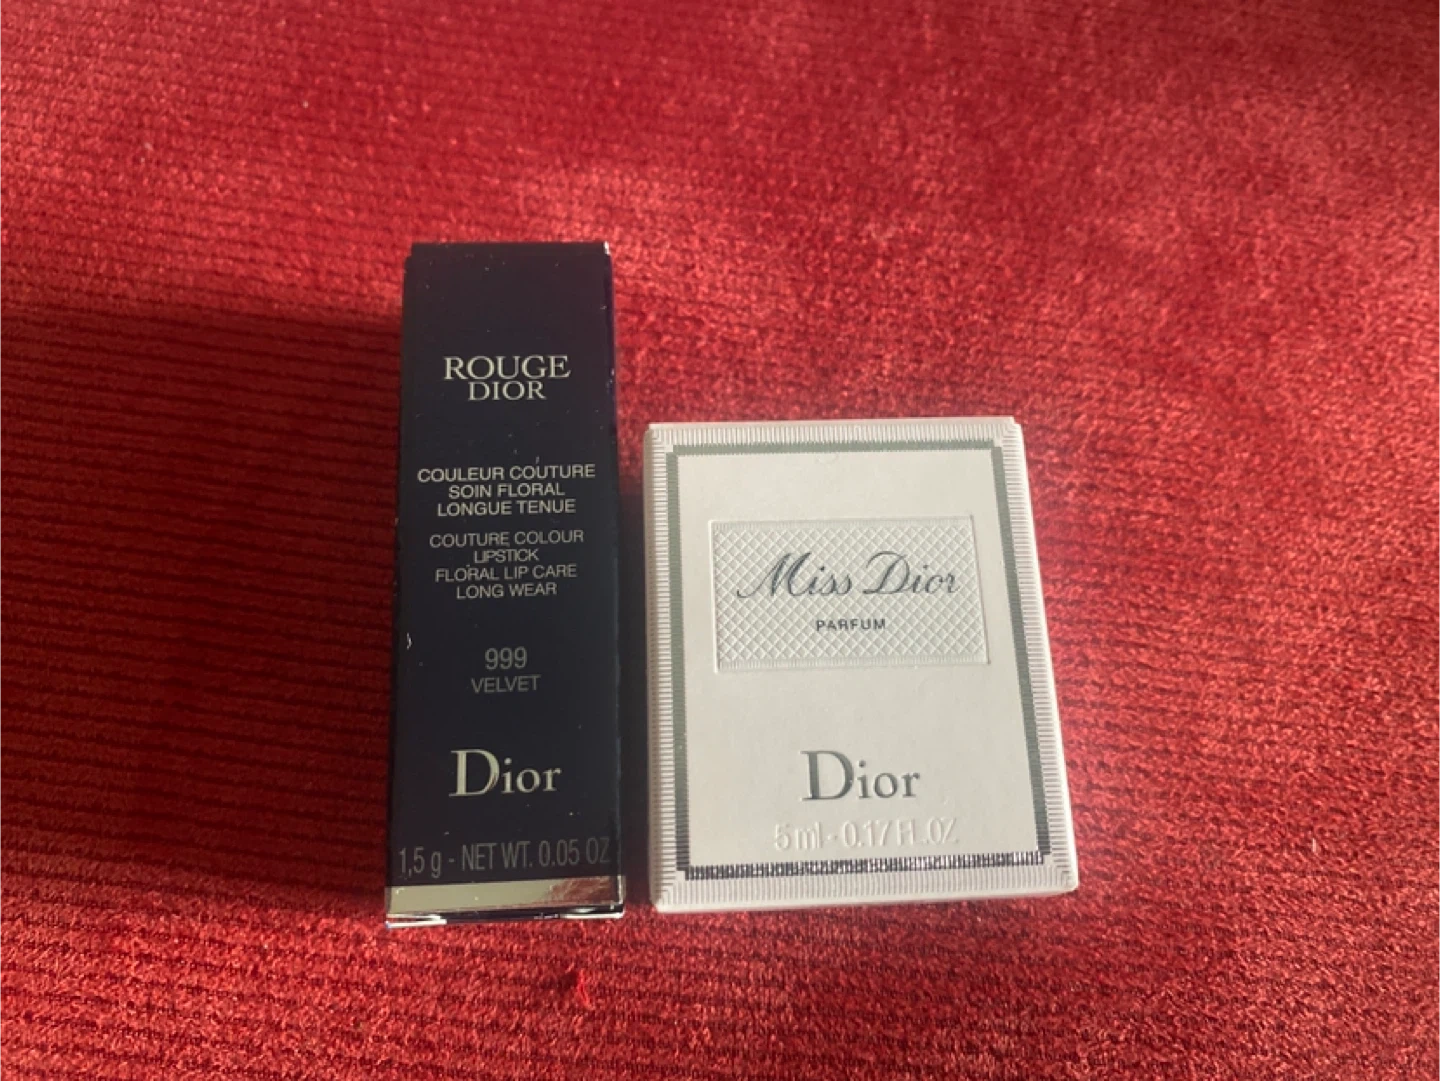 ROUGE
DIOR
COULEUR COUTURE
SOIN FLORAL
LONGUE TENUE
COUTURE COLOUR
LIPSTICK
FLORAL LIP CARE
LONG WEAR
999
VELVET
Dior
1,5 g - NET WT. 0.05 OZ
Miss Dior
PARFUM
Dior
5 ml - 0.17 FL.OZ